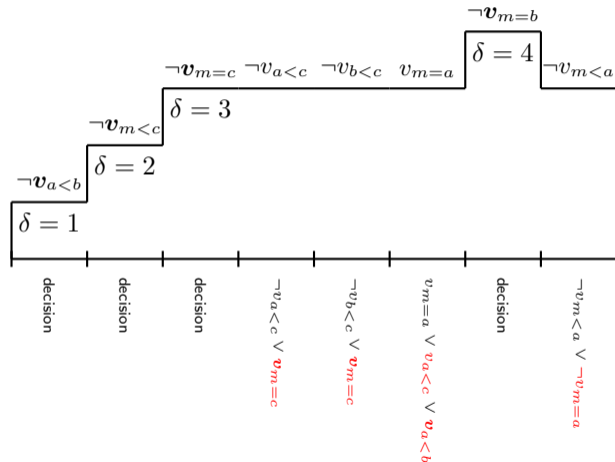 ¬v_{m=b}
¬v_{m=c} ¬v_{a<c} ¬v_{b<c} v_{m=a} δ = 4 ¬v_{m<a}
¬v_{m<c} δ = 3
¬v_{a<b} δ = 2
δ = 1
decision
decision
decision
¬v_{a<c} ∨ v_{m=c}
¬v_{b<c} ∨ v_{m=c}
v_{m=a} ∨ v_{a<c} ∨ v_{a<b}
decision
¬v_{m<a} ∨ ¬v_{m=a}